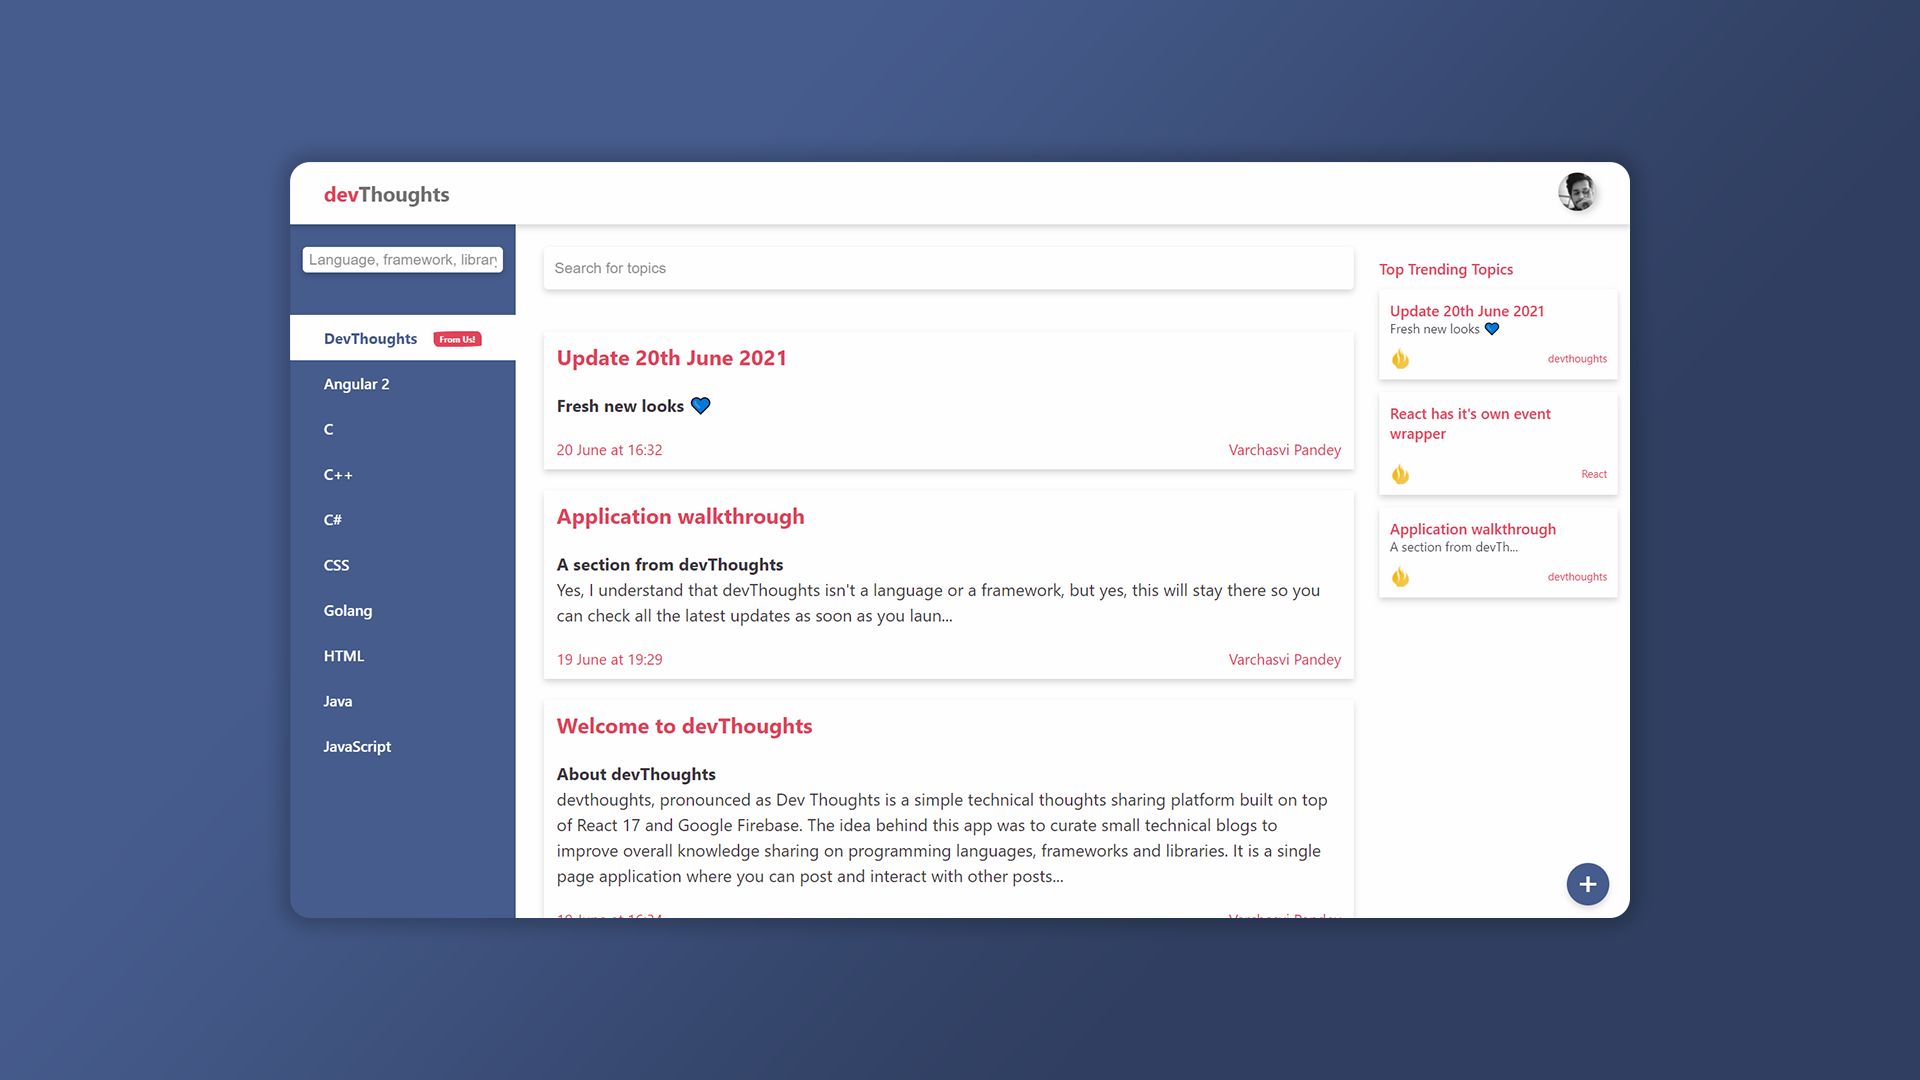 devThoughts
Language, framework, librar
DevThoughts From Us!
Angular 2
C
C++
C#
CSS
Golang
HTML
Java
JavaScript
Search for topics
Update 20th June 2021
Fresh new looks 💙
20 June at 16:32 Varchasvi Pandey
Application walkthrough
A section from devThoughts
Yes, I understand that devThoughts isn't a language or a framework, but yes, this will stay there so you
can check all the latest updates as soon as you laun...
19 June at 19:29 Varchasvi Pandey
Welcome to devThoughts
About devThoughts
devthoughts, pronounced as Dev Thoughts is a simple technical thoughts sharing platform built on top
of React 17 and Google Firebase. The idea behind this app was to curate small technical blogs to
improve overall knowledge sharing on programming languages, frameworks and libraries. It is a single
page application where you can post and interact with other posts...
Varchasvi Pandey
Top Trending Topics
Update 20th June 2021
Fresh new looks 💙
devthoughts
React has it's own event
wrapper
React
Application walkthrough
A section from devTh...
devthoughts
+